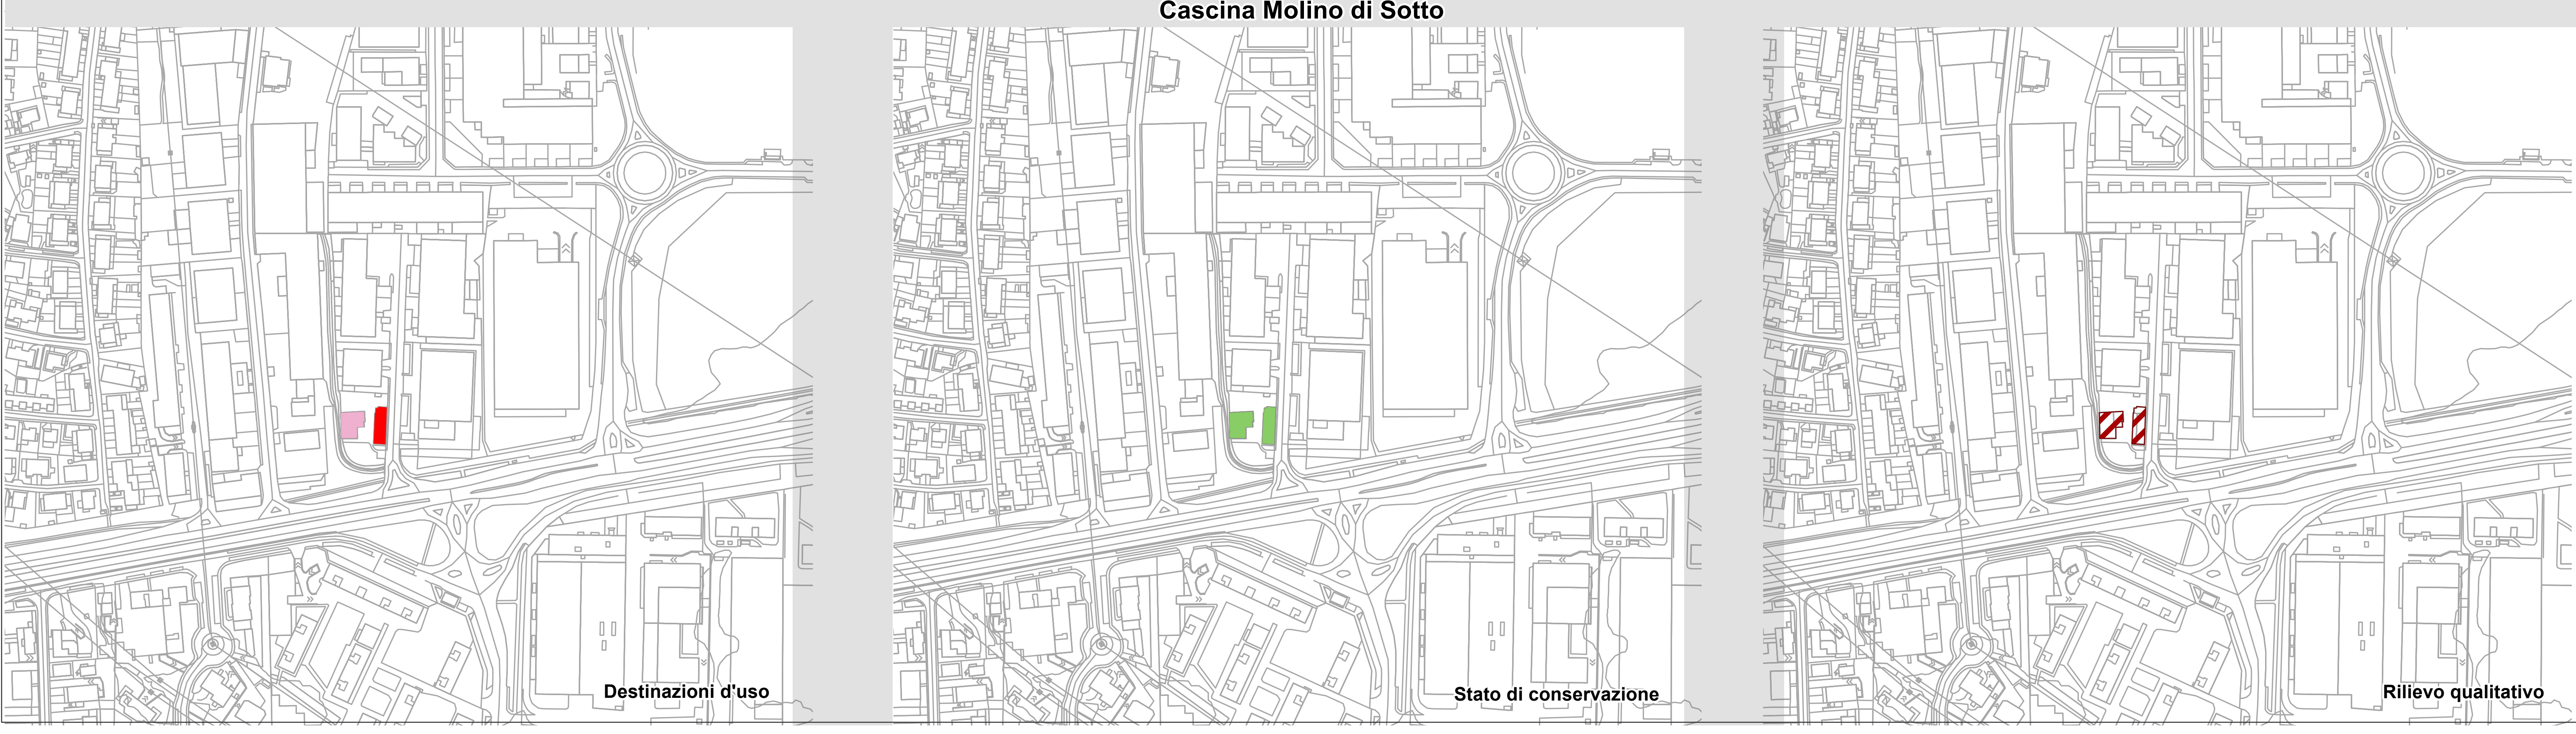 Cascina Molino di Sotto
Destinazioni d'uso
Stato di conservazione
Rilievo qualitativo